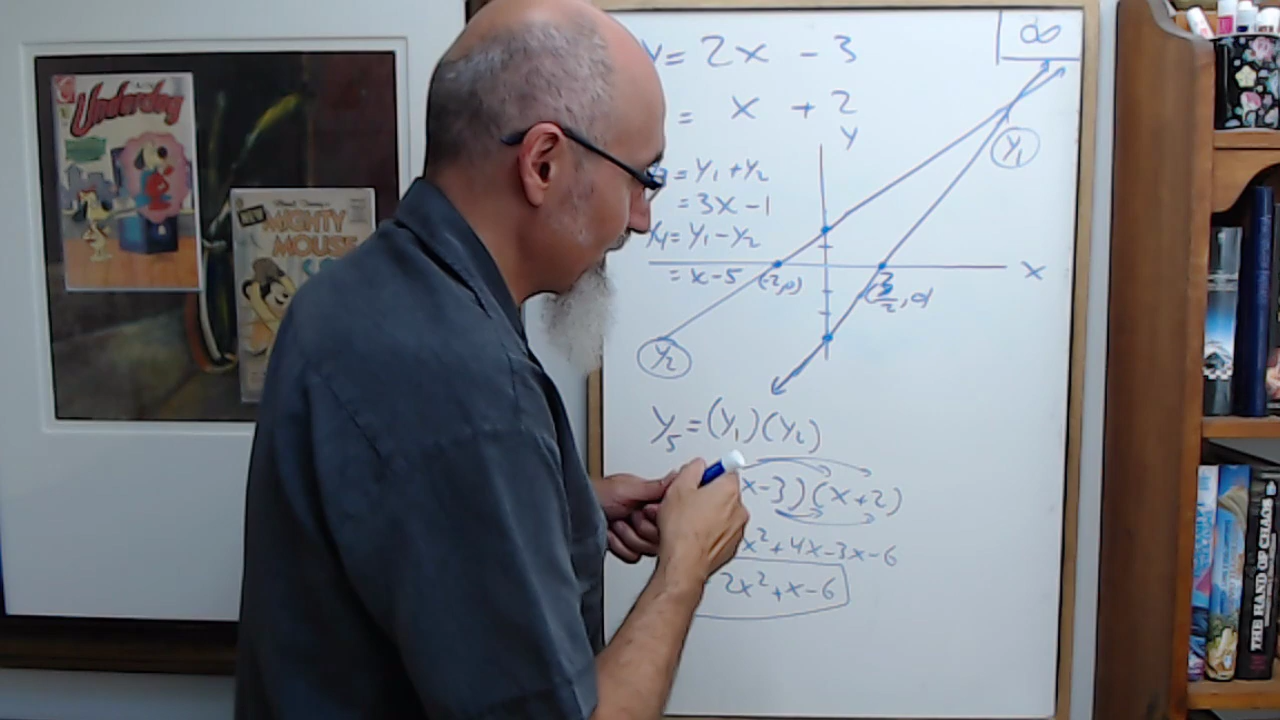 Underdog
NEW
MIGHTY
MOUSE
y = 2x - 3
= x + 2
∞
y
= y₁ + y₂
= 3x - 1
y₄ = y₁ - y₂
= x - 5
(-2,0)
(3/2, 0)
x
y₁
y₂
y₅ = (y₁)(y₂)
x - 3)(x + 2)
x² + 4x - 3x - 6
2x² + x - 6
THE HAND OF CHAOS